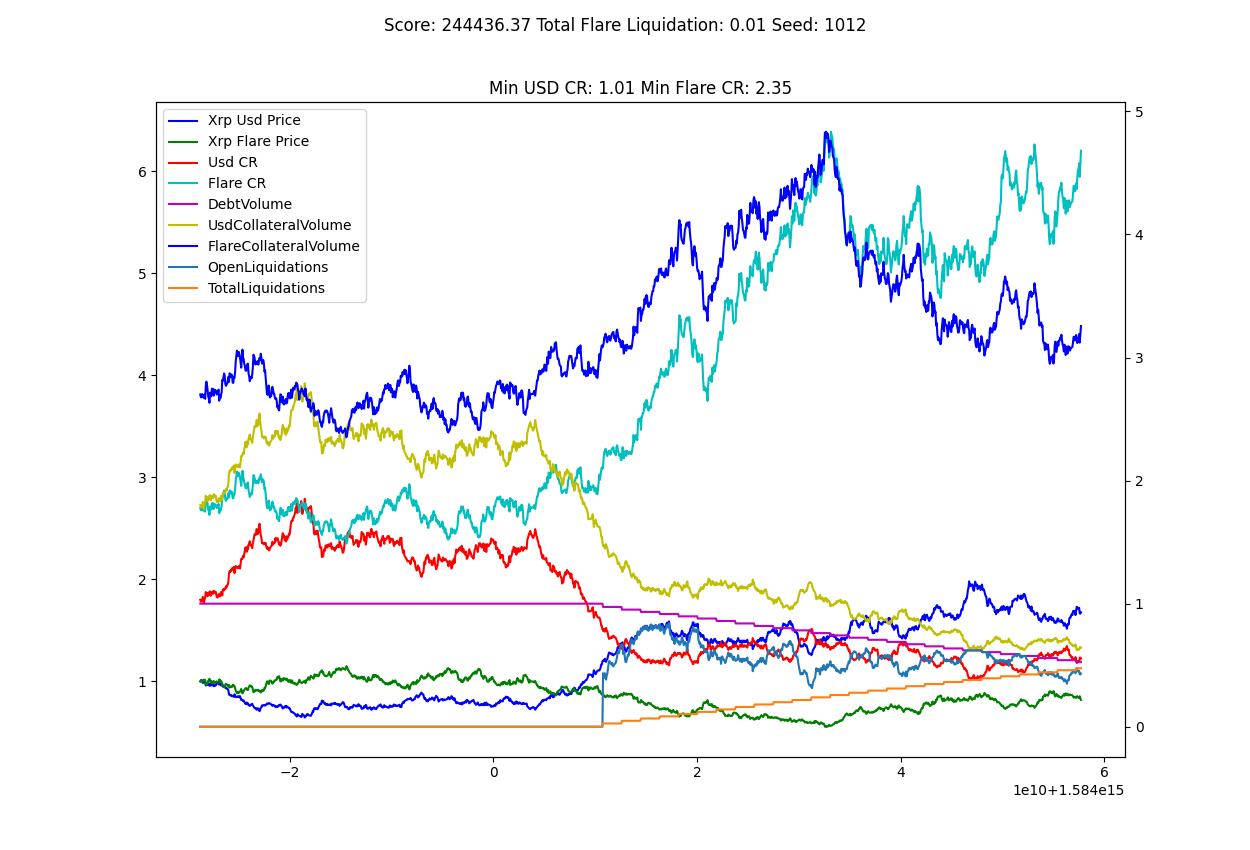 Score: 244436.37 Total Flare Liquidation: 0.01 Seed: 1012
Min USD CR: 1.01 Min Flare CR: 2.35
Xrp Usd Price
Xrp Flare Price
Usd CR
Flare CR
DebtVolume
UsdCollateralVolume
FlareCollateralVolume
OpenLiquidations
TotalLiquidations
6
5
4
3
2
1
5
4
3
2
1
0
−2
0
2
4
6
1e10+1.584e15